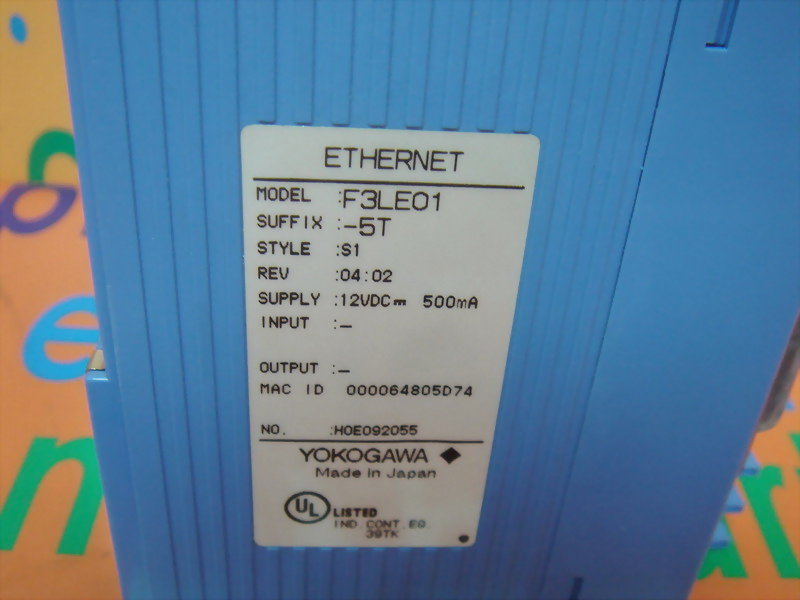 ETHERNET
MODEL :F3LE01
SUFFIX :-5T
STYLE :S1
REV :04:02
SUPPLY :12VDC⎓ 500mA
INPUT :-
OUTPUT :-
MAC ID 000064805D74
NO. :H0E092055
YOKOGAWA ◆
Made in Japan
UL LISTED
IND CONT EQ
39TK